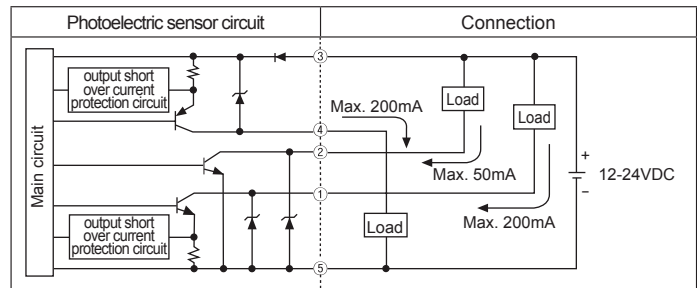 Photoelectric sensor circuit
Connection
Main circuit
output short
over current
protection circuit
③
Load
Load
Max. 200mA
④
②
Max. 50mA
+
12-24VDC
−
①
output short
over current
protection circuit
Load
Max. 200mA
⑤